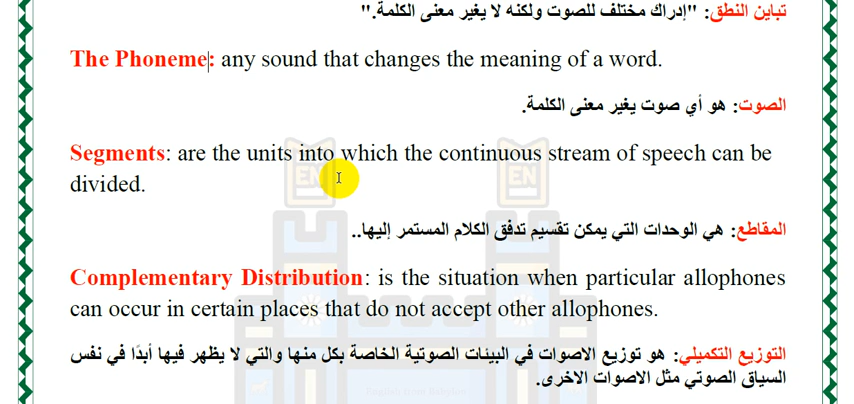 تباين النطق: "إدراك مختلف للصوت ولكنه لا يغير معنى الكلمة."
The Phoneme: any sound that changes the meaning of a word.
الصوت: هو أي صوت يغير معنى الكلمة.
Segments: are the units into which the continuous stream of speech can be
divided.
المقاطع: هي الوحدات التي يمكن تقسيم تدفق الكلام المستمر إليها..
Complementary Distribution: is the situation when particular allophones
can occur in certain places that do not accept other allophones.
التوزيع التكميلي: هو توزيع الاصوات في البيئات الصوتية الخاصة بكل منها والتي لا يظهر فيها أبدًا في نفس
السياق الصوتي مثل الاصوات الاخرى.
EN
EN